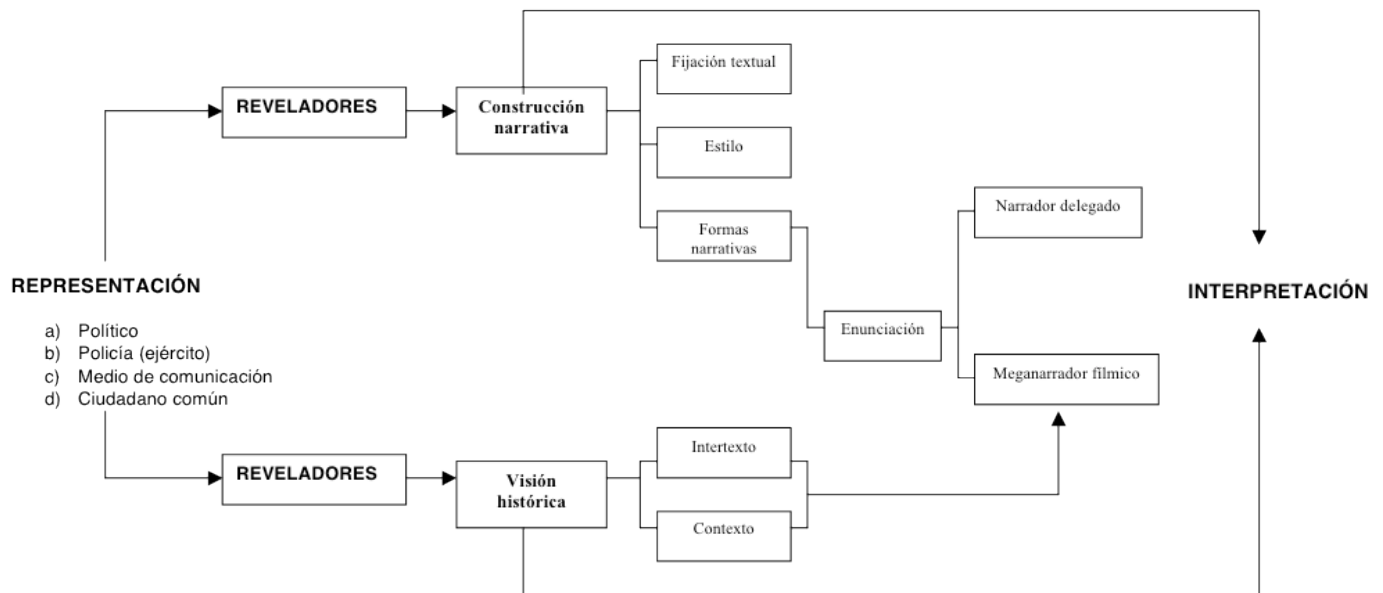 Fijación textual
REVELADORES
Construcción
narrativa
Estilo
Narrador delegado
Formas
narrativas
REPRESENTACIÓN
INTERPRETACIÓN
a) Político
b) Policía (ejército)
c) Medio de comunicación
d) Ciudadano común
Enunciación
Meganarrador fílmico
Intertexto
REVELADORES
Visión
histórica
Contexto